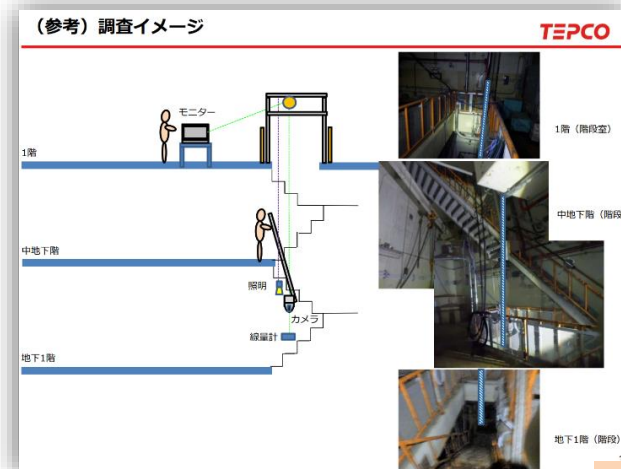 （参考）調査イメージ
TEPCO
モニター
1階
1階（階段室）
中地下階（階段
中地下階
照明
カメラ
線量計
地下1階
地下1階（階段）